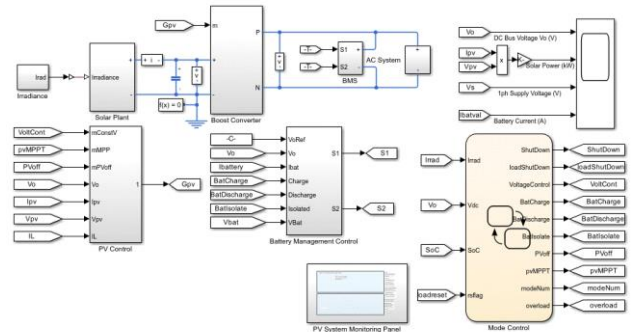 Gpv
m
P
N
Boost Converter
Irrad
Irradiance
Irradiance
Solar Plant
+ i -
f(x) = 0
S1
S2
BMS
AC System
Vo
DC Bus Voltage Vo (V)
Ipv
Vpv
x
Solar Power (kW)
Vs
1ph Supply Voltage (V)
Ibatval
Battery Current (A)
VoltCont
pvMPPT
PVoff
Vo
Ipv
Vpv
IL
mConstV
mMPP
mPVoff
Vo
Ipv
Vpv
IL
1
Gpv
PV Control
-C-
Vo
Ibattery
BatCharge
BatDischarge
BatIsolate
Vbat
VoRef
Vo
Ibat
Charge
Discharge
Isolated
VBat
S1
S2
S1
S2
Battery Management Control
PV System Monitoring Panel
Irrad
Vo
SoC
loadreset
Irrad
Vdc
SoC
ShutDown
loadShutDown
VoltageControl
BatCharge
BatDischarge
BatIsolate
PVoff
pvMPPT
modeNum
overload
ShutDown
loadShutDown
VoltCont
BatCharge
BatDischarge
BatIsolate
PVoff
pvMPPT
modeNum
overload
Mode Control